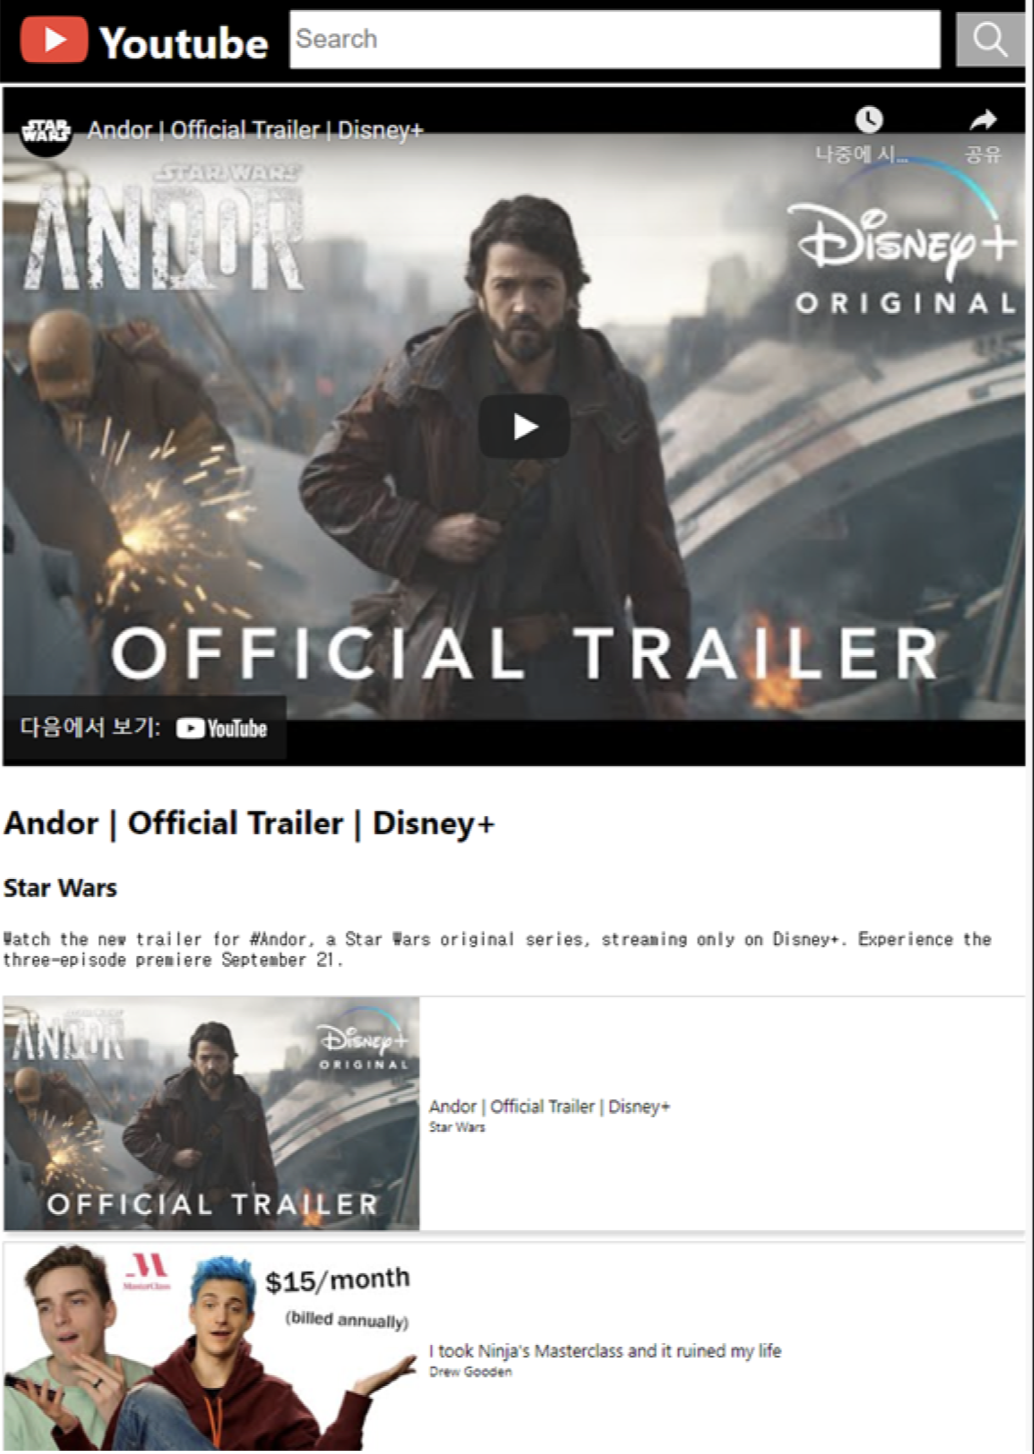 Youtube
Search
STAR WARS
Andor | Official Trailer | Disney+
나중에 시...
공유
STAR WARS
ANDOR
Disney+
ORIGINAL
OFFICIAL TRAILER
다음에서 보기: YouTube
Andor | Official Trailer | Disney+
Star Wars
Watch the new trailer for #Andor, a Star Wars original series, streaming only on Disney+. Experience the
three-episode premiere September 21.
ANDOR
Disney+
ORIGINAL
OFFICIAL TRAILER
Andor | Official Trailer | Disney+
Star Wars
MasterClass
$15/month
(billed annually)
I took Ninja's Masterclass and it ruined my life
Drew Gooden